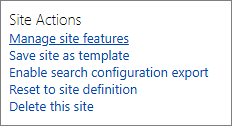 Site Actions
Manage site features
Save site as template
Enable search configuration export
Reset to site definition
Delete this site